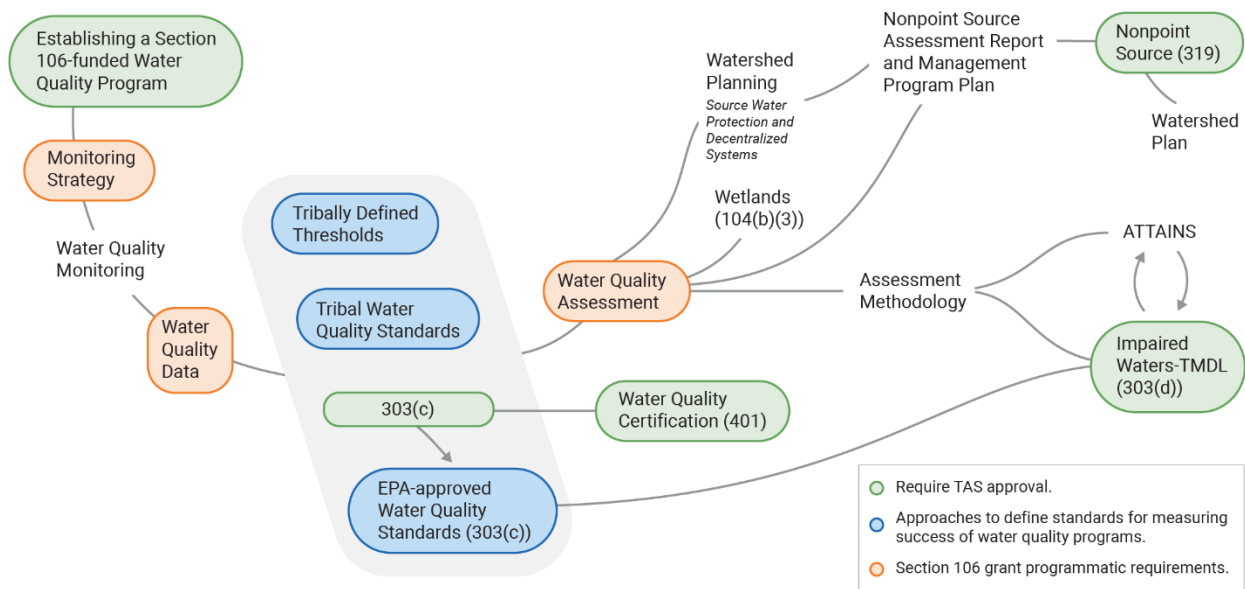 Establishing a Section
106-funded Water
Quality Program
Monitoring
Strategy
Water Quality
Monitoring
Water
Quality
Data
Tribally Defined
Thresholds
Tribal Water
Quality Standards
303(c)
EPA-approved
Water Quality
Standards (303(c))
Water Quality
Certification (401)
Water Quality
Assessment
Watershed
Planning
Source Water
Protection and
Decentralized
Systems
Wetlands
(104(b)(3))
Nonpoint Source
Assessment Report
and Management
Program Plan
Nonpoint
Source (319)
Watershed
Plan
Assessment
Methodology
ATTAINS
Impaired
Waters-TMDL
(303(d))
Require TAS approval.
Approaches to define standards for measuring
success of water quality programs.
Section 106 grant programmatic requirements.